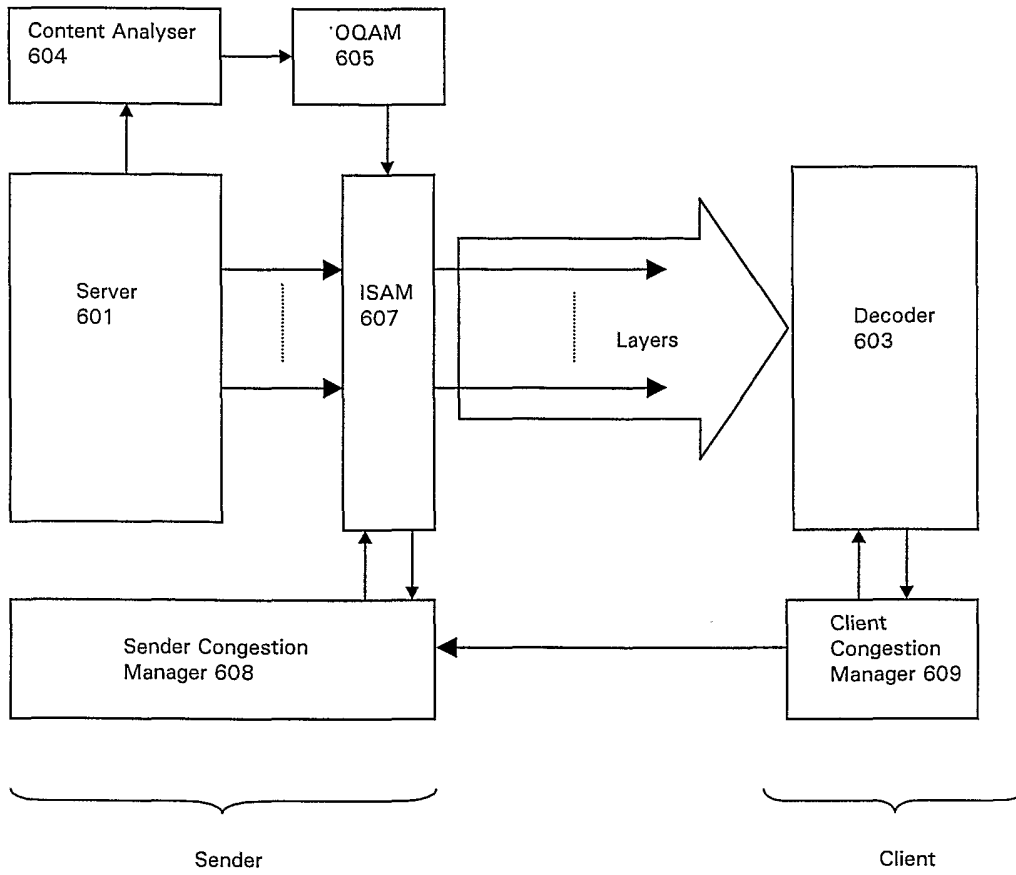 Content Analyser
604
OQAM
605
Server
601
ISAM
607
Layers
Decoder
603
Sender Congestion
Manager 608
Client
Congestion
Manager 609
Sender
Client